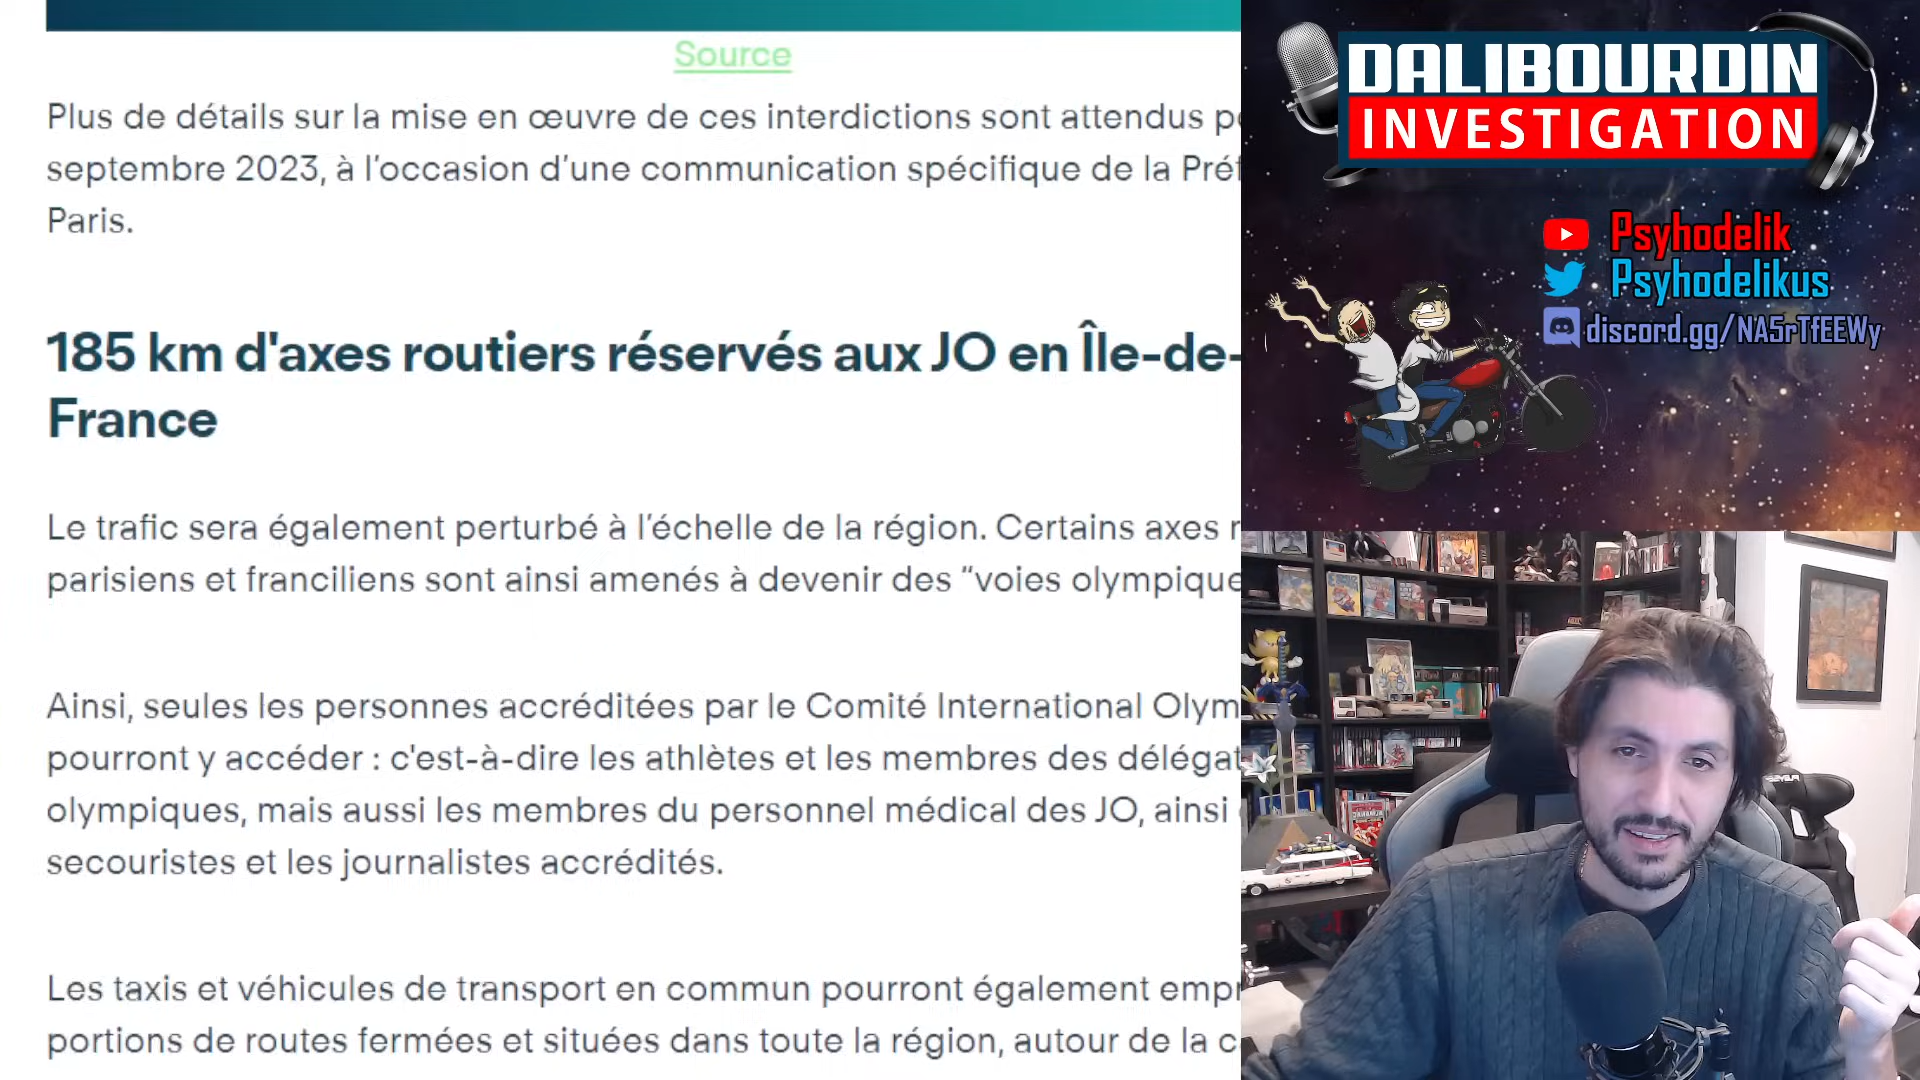 Source
Plus de détails sur la mise en œuvre de ces interdictions sont attendus
septembre 2023, à l’occasion d’une communication spécifique de la
Paris.
185 km d'axes routiers réservés aux JO en Île-de-
France
Le trafic sera également perturbé à l’échelle de la région. Certains axes
parisiens et franciliens sont ainsi amenés à devenir des “voies olympique
Ainsi, seules les personnes accréditées par le Comité International
pourront y accéder : c'est-à-dire les athlètes et les membres des
olympiques, mais aussi les membres du personnel médical des JO, ainsi
secouristes et les journalistes accrédités.
Les taxis et véhicules de transport en commun pourront également
portions de routes fermées et situées dans toute la région, autour de la
DALIBOURDIN
INVESTIGATION
Psyhodelik
Psyhodelikus
discord.gg/NA5rTfEEWy